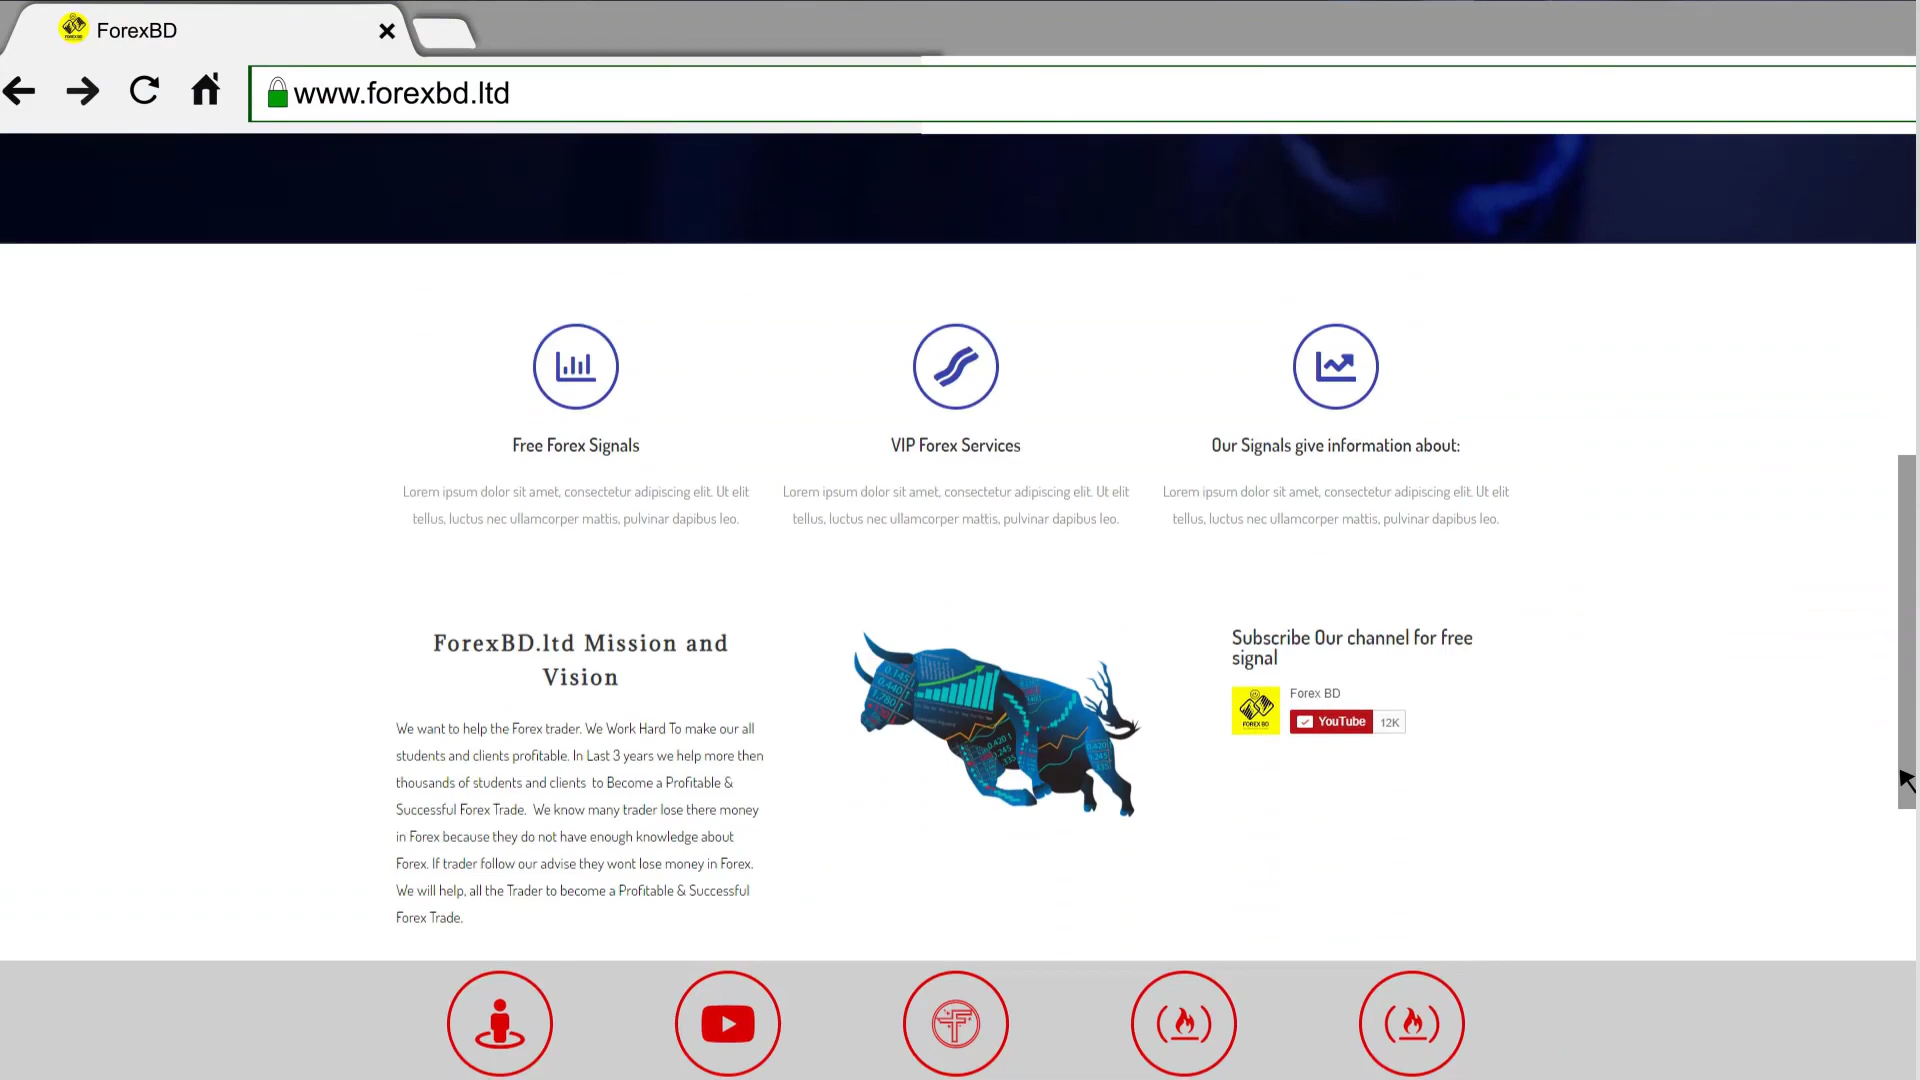 ForexBD
www.forexbd.ltd
Free Forex Signals
VIP Forex Services
Our Signals give information about:
Lorem ipsum dolor sit amet, consectetur adipiscing elit. Ut elit
tellus, luctus nec ullamcorper mattis, pulvinar dapibus leo.
Lorem ipsum dolor sit amet, consectetur adipiscing elit. Ut elit
tellus, luctus nec ullamcorper mattis, pulvinar dapibus leo.
Lorem ipsum dolor sit amet, consectetur adipiscing elit. Ut elit
tellus, luctus nec ullamcorper mattis, pulvinar dapibus leo.
ForexBD.ltd Mission and
Vision
We want to help the Forex trader. We Work Hard To make our all
students and clients profitable. In Last 3 years we help more then
thousands of students and clients  to Become a Profitable &
Successful Forex Trade.  We know many trader lose there money
in Forex because they do not have enough knowledge about
Forex. If trader follow our advise they wont lose money in Forex.
We will help, all the Trader to become a Profitable & Successful
Forex Trade.
Subscribe Our channel for free
signal
FOREX BD
Forex BD
YouTube 12K